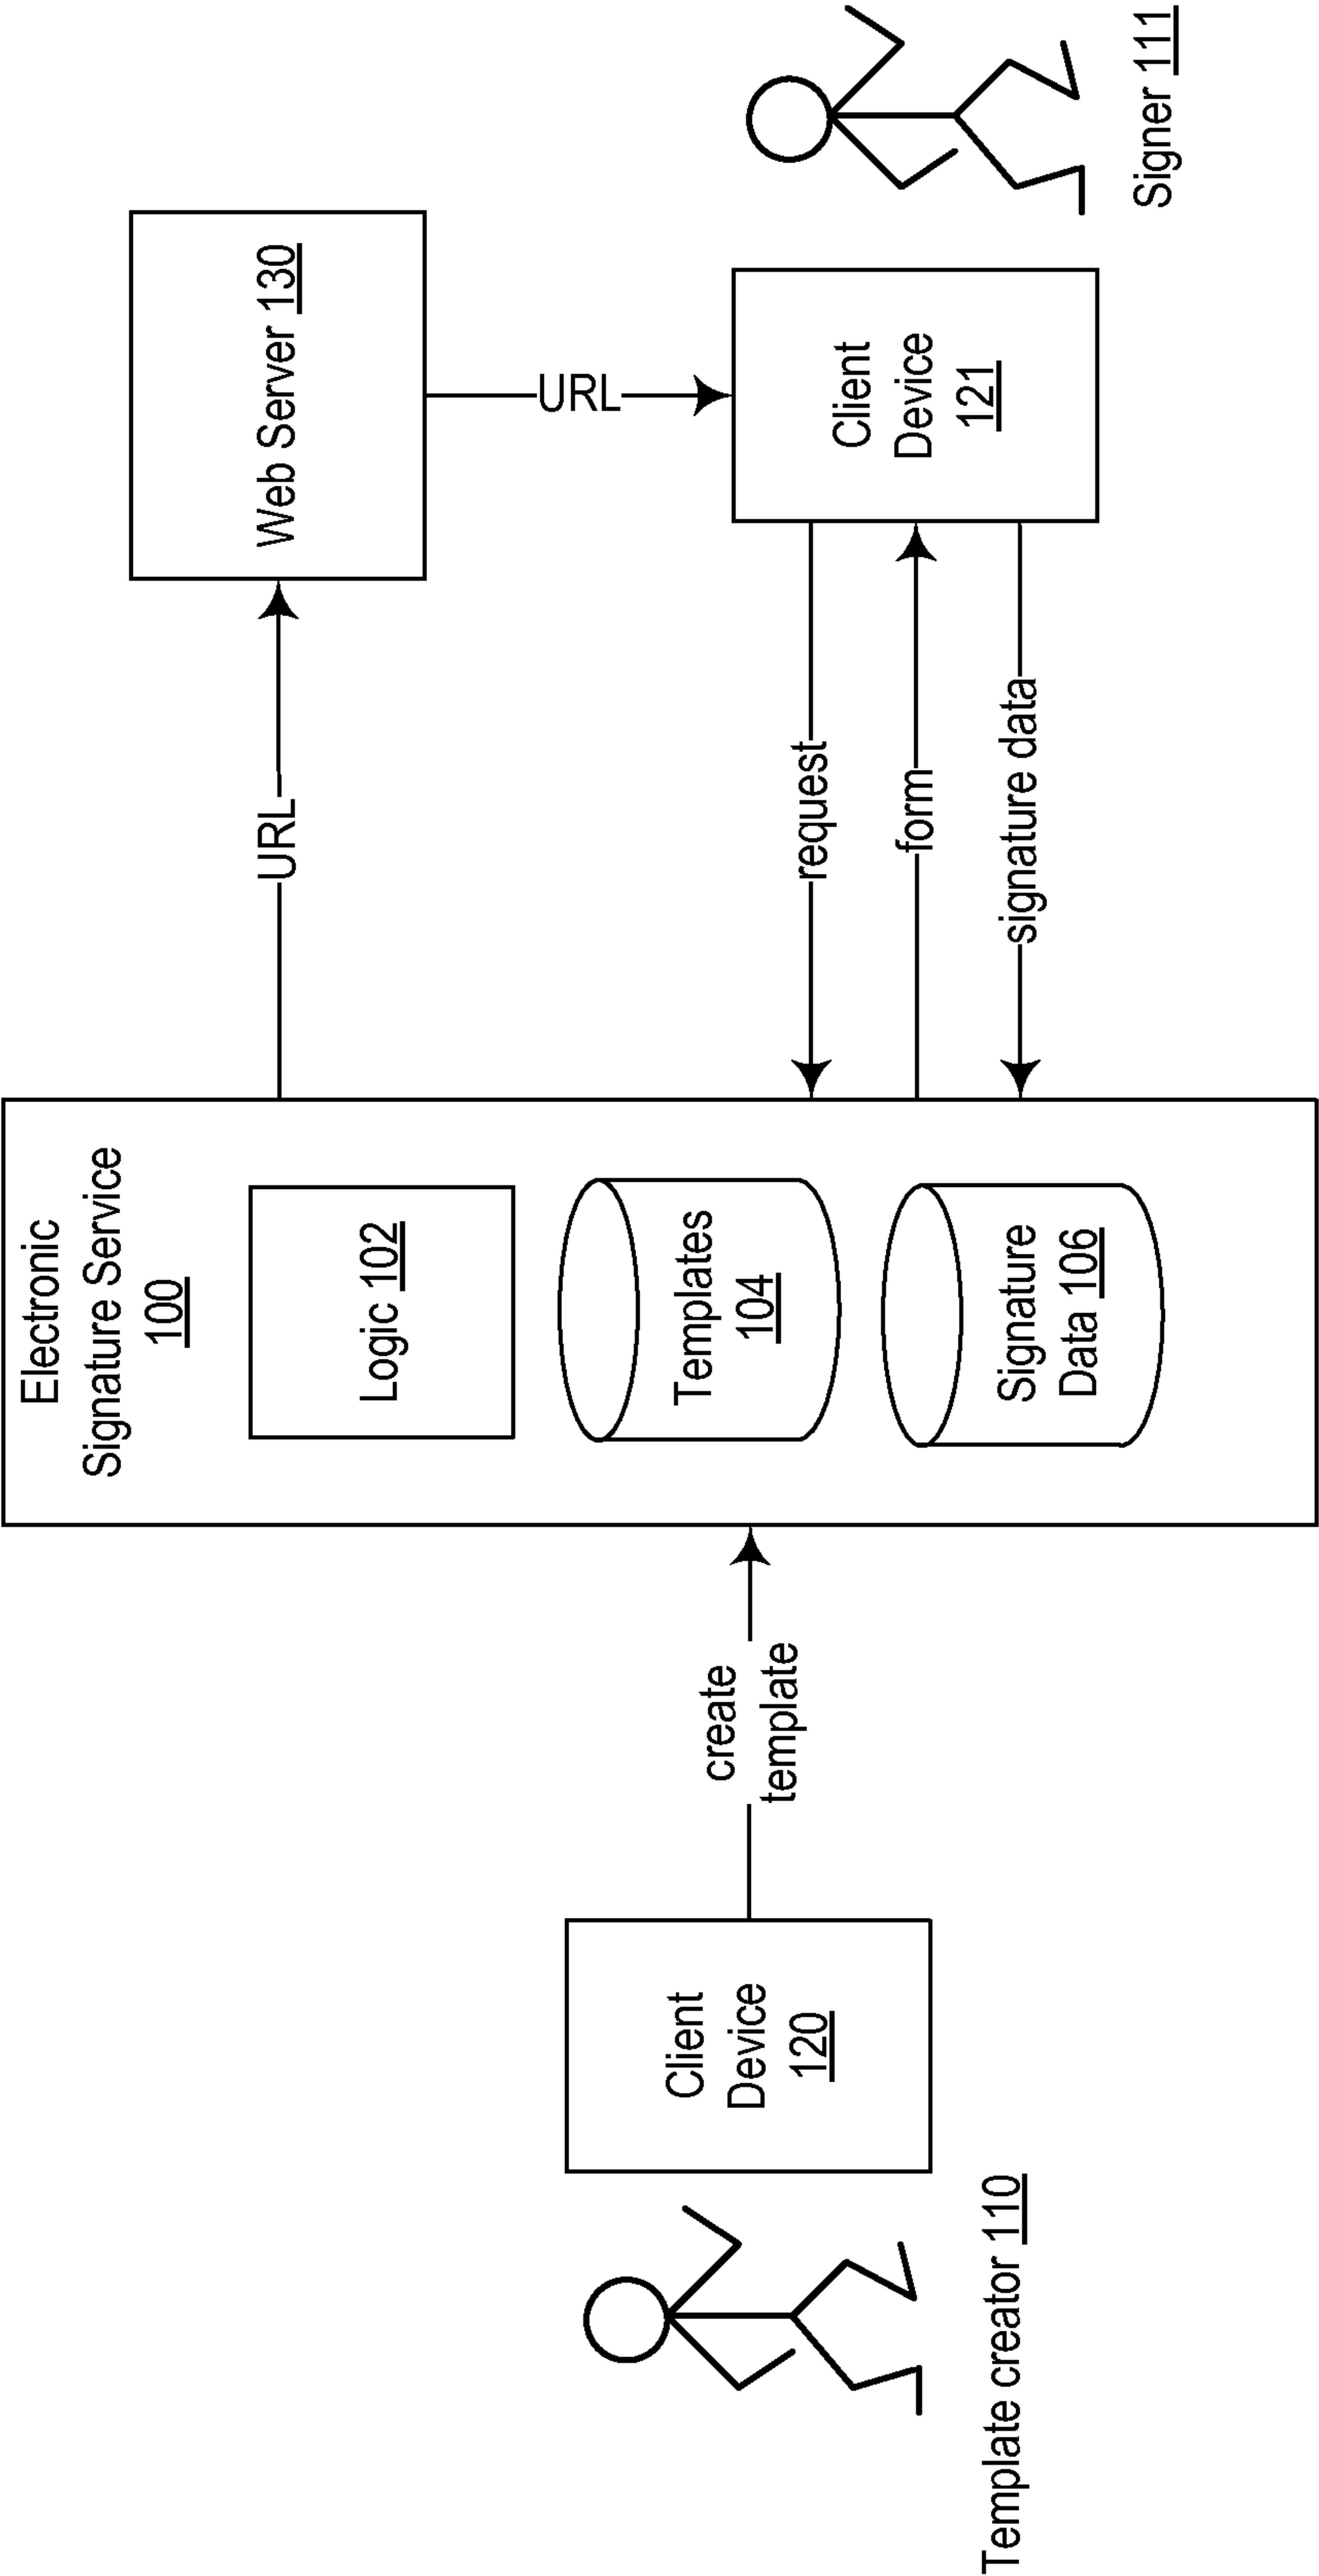 Electronic
Signature Service
100
Logic 102
Templates
104
Signature
Data 106
Client
Device
120
Template creator 110
create
template
URL
Web Server 130
URL
request
form
signature data
Client
Device
121
Signer 111